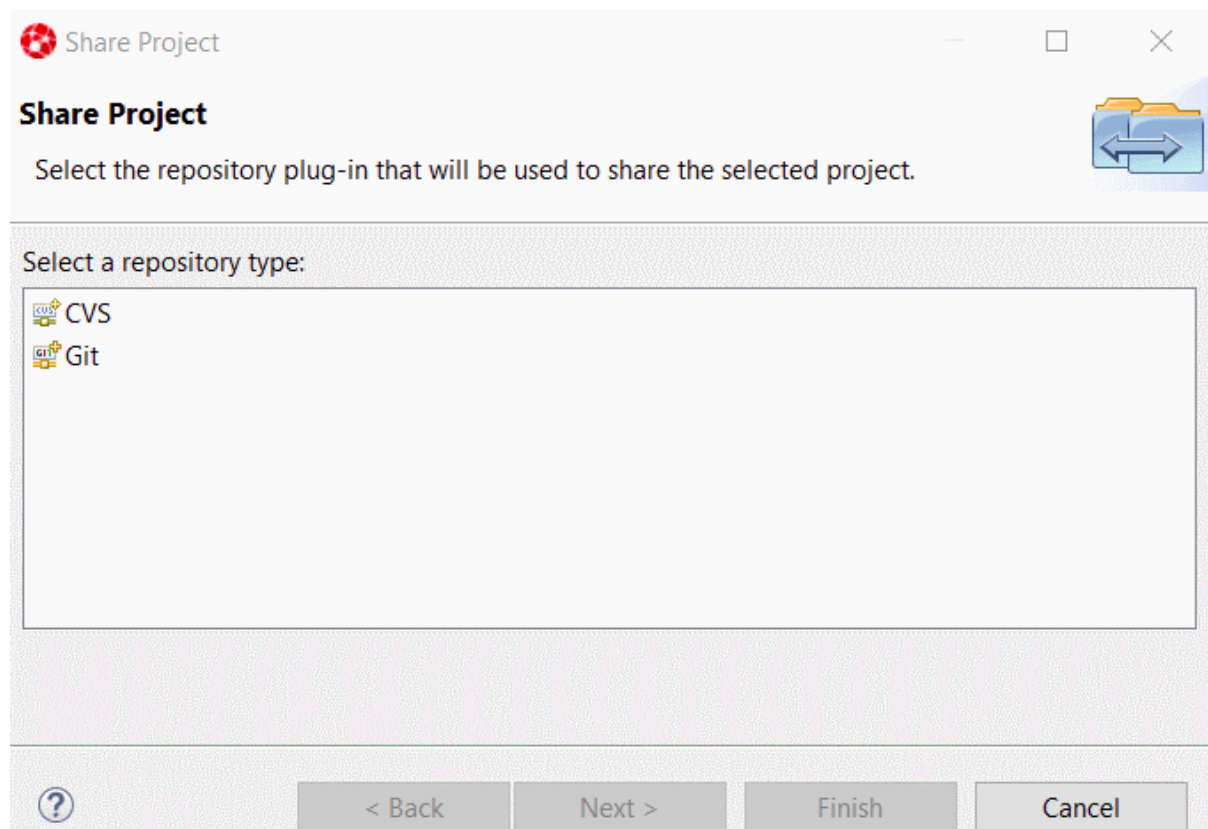 Share Project
Share Project
Select the repository plug-in that will be used to share the selected project.
Select a repository type:
CVS
Git
< Back Next > Finish Cancel